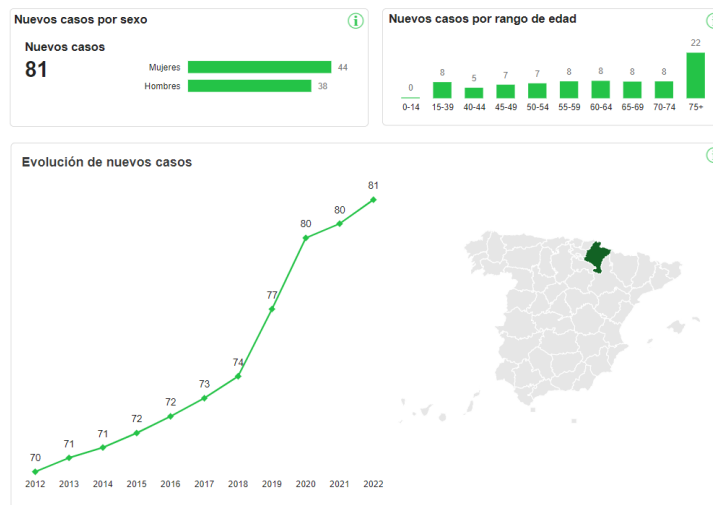 Nuevos casos por sexo
Nuevos casos
81
Mujeres 44
Hombres 38
Nuevos casos por rango de edad
0 8 5 7 7 8 8 8 8 22
0-14 15-39 40-44 45-49 50-54 55-59 60-64 65-69 70-74 75+
Evolución de nuevos casos
70 71 71 72 72 73 74 77 80 80 81
2012 2013 2014 2015 2016 2017 2018 2019 2020 2021 2022